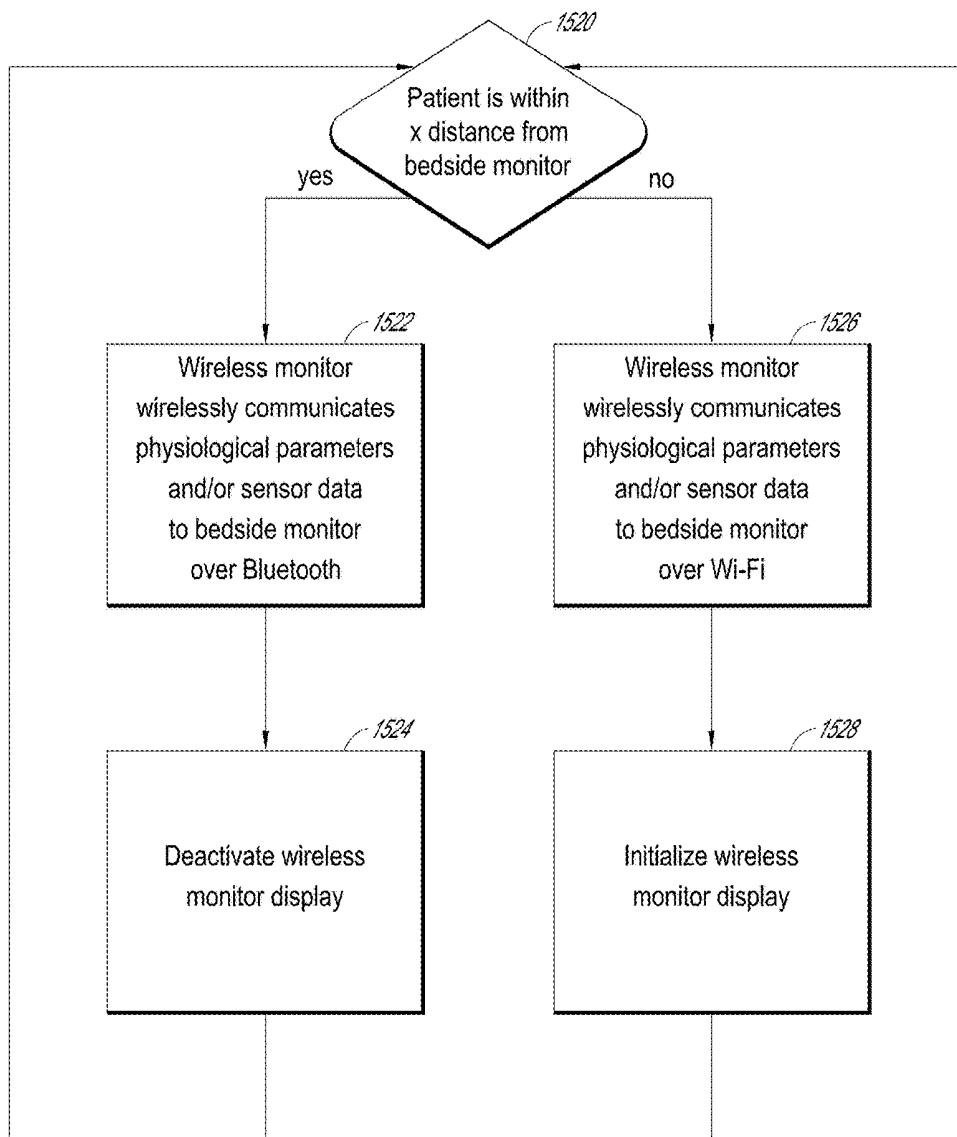 1520
Patient is within
x distance from
bedside monitor
yes
no
1522
Wireless monitor
wirelessly communicates
physiological parameters
and/or sensor data
to bedside monitor
over Bluetooth
1526
Wireless monitor
wirelessly communicates
physiological parameters
and/or sensor data
to bedside monitor
over Wi-Fi
1524
Deactivate wireless
monitor display
1528
Initialize wireless
monitor display